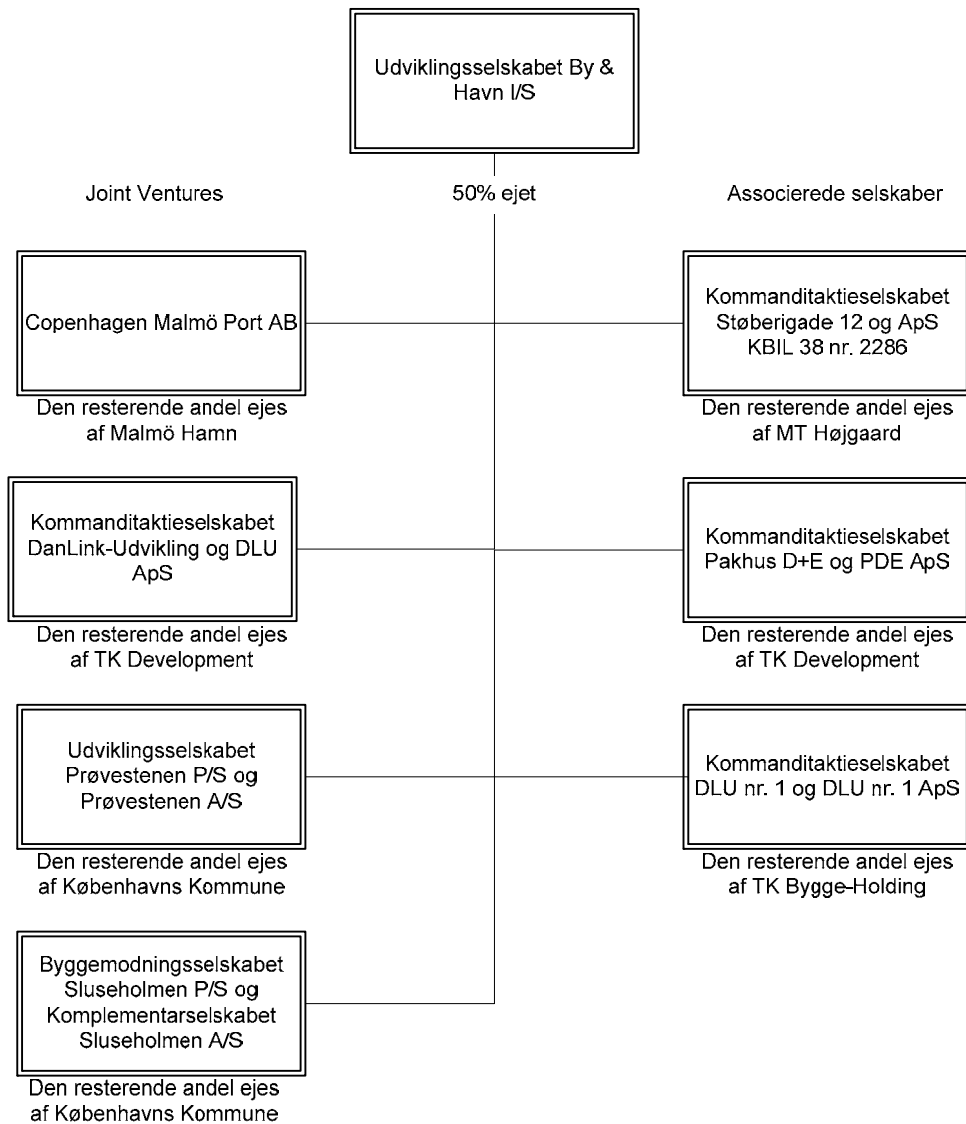 Udviklingsselskabet By &
Havn I/S
Joint Ventures
50% ejet
Associerede selskaber
Copenhagen Malmö Port AB
Den resterende andel ejes
af Malmö Hamn
Kommanditaktieselskabet
Støberigade 12 og ApS
KBIL 38 nr. 2286
Den resterende andel ejes
af MT Højgaard
Kommanditaktieselskabet
DanLink-Udvikling og DLU
ApS
Den resterende andel ejes
af TK Development
Kommanditaktieselskabet
Pakhus D+E og PDE ApS
Den resterende andel ejes
af TK Development
Udviklingsselskabet
Prøvestenen P/S og
Prøvestenen A/S
Den resterende andel ejes
af Københavns Kommune
Kommanditaktieselskabet
DLU nr. 1 og DLU nr. 1 ApS
Den resterende andel ejes
af TK Bygge-Holding
Byggemodningsselskabet
Sluseholmen P/S og
Komplementarselskabet
Sluseholmen A/S
Den resterende andel ejes
af Københavns Kommune